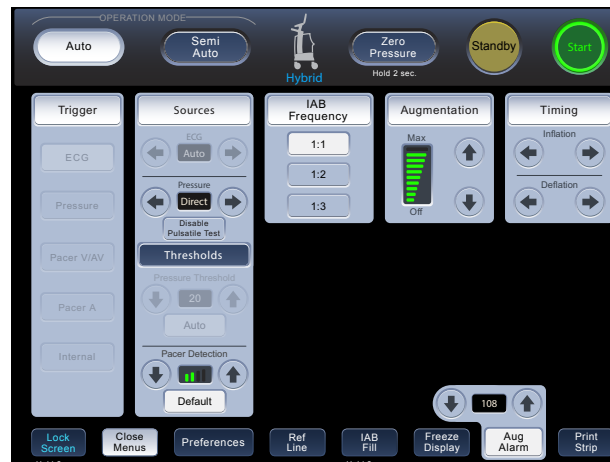 OPERATION MODE
Auto
Semi
Auto
Hybrid
Zero
Pressure
Hold 2 sec.
Standby
Start
Trigger
ECG
Pressure
Pacer V/AV
Pacer A
Internal
Sources
ECG
Auto
Pressure
Direct
Disable
Pulsatile Test
Thresholds
Pressure Threshold
20
Auto
Pacer Detection
Default
IAB
Frequency
1:1
1:2
1:3
Augmentation
Max
Off
Timing
Inflation
Deflation
108
Lock
Screen
Close
Menus
Preferences
Ref
Line
IAB
Fill
Freeze
Display
Aug
Alarm
Print
Strip